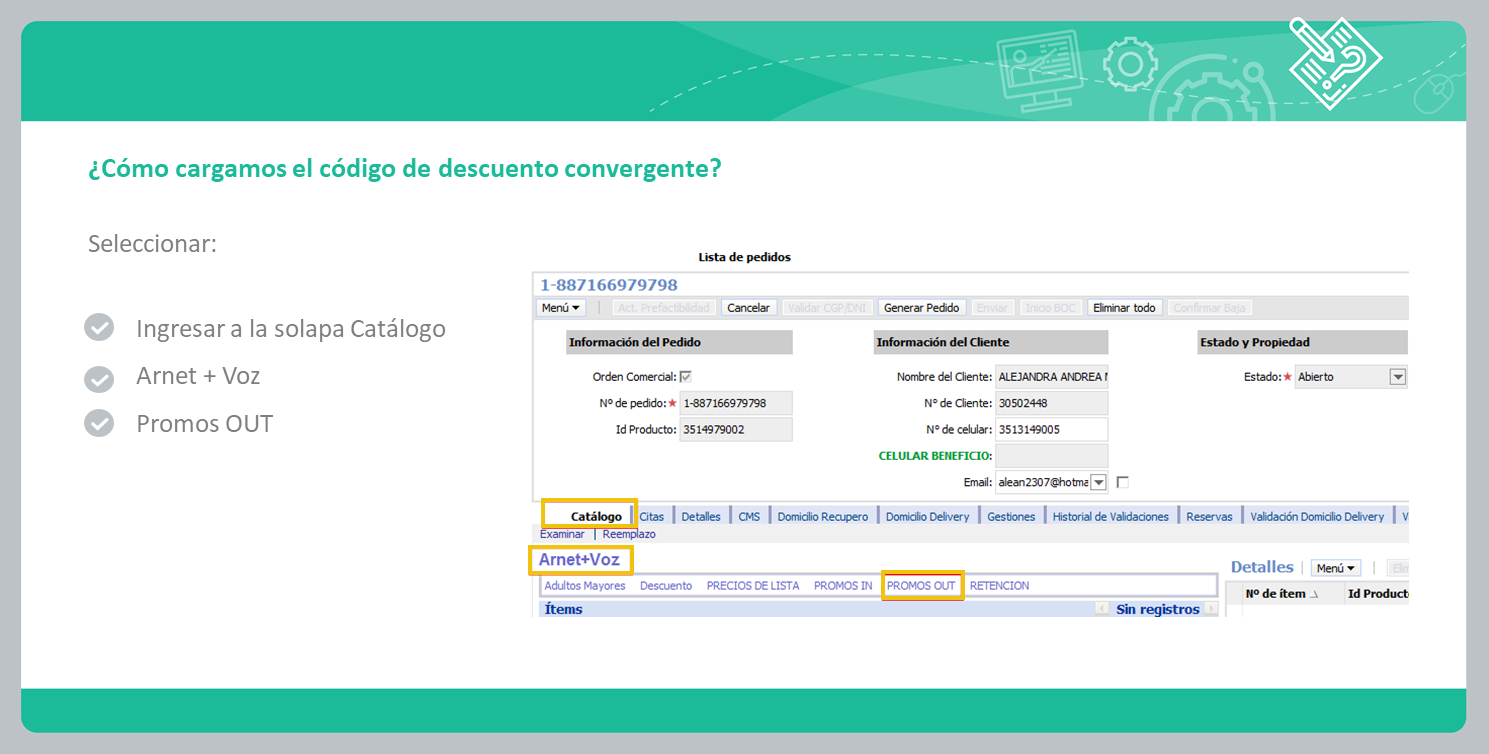 ¿Cómo cargamos el código de descuento convergente?
Seleccionar:
Ingresar a la solapa Catálogo
Arnet + Voz
Promos OUT
Lista de pedidos
1-887166979798
Menú Act. Prefactibilidad Cancelar Validar CGP/DNI Generar Pedido Enviar Inicio BOC Eliminar todo Confirmar Baja
Información del Pedido Información del Cliente Estado y Propiedad
Orden Comercial: Nombre del Cliente: ALEJANDRA ANDREA Estado:★ Abierto
Nº de pedido:★ 1-887166979798 Nº de Cliente: 30502448
Id Producto: 3514979002 Nº de celular: 3513149005
CELULAR BENEFICIO:
Email: alean2307@hotma
Catálogo Citas Detalles CMS Domicilio Recupero Domicilio Delivery Gestiones Historial de Validaciones Reservas Validación Domicilio Delivery V
Examinar | Reemplazo
Arnet+Voz Detalles | Menú | Elim
Adultos Mayores Descuento PRECIOS DE LISTA PROMOS IN PROMOS OUT RETENCION
Nº de ítem Id Product
Ítems Sin registros